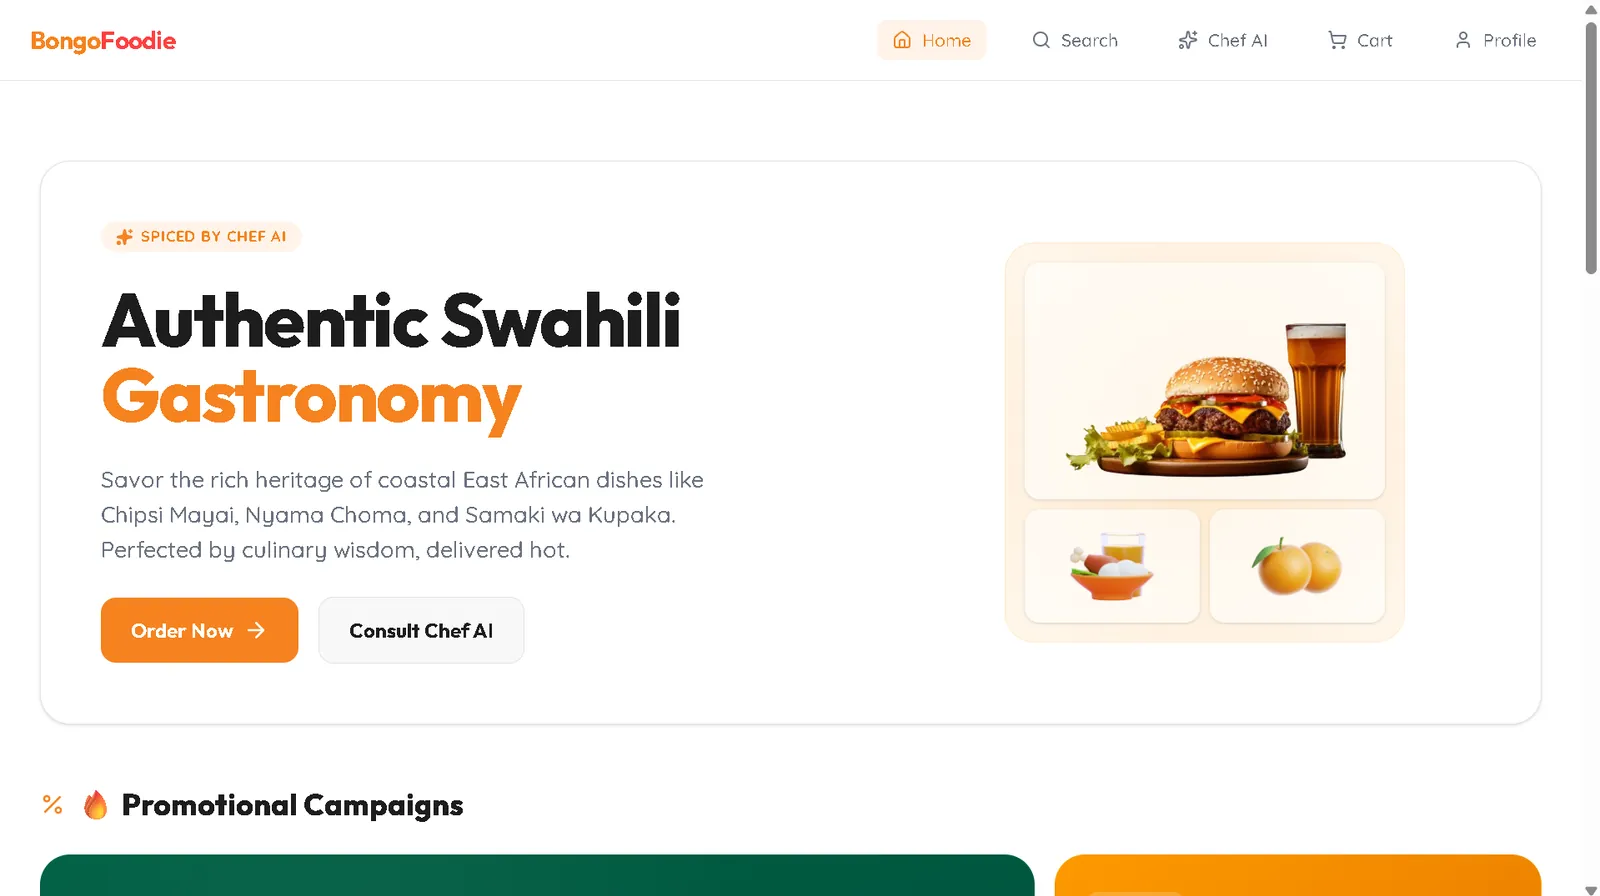 BongoFoodie
Home
Search
Chef AI
Cart
Profile
SPICED BY CHEF AI
Authentic Swahili
Gastronomy
Savor the rich heritage of coastal East African dishes like
Chipsi Mayai, Nyama Choma, and Samaki wa Kupaka.
Perfected by culinary wisdom, delivered hot.
Order Now
Consult Chef AI
Promotional Campaigns